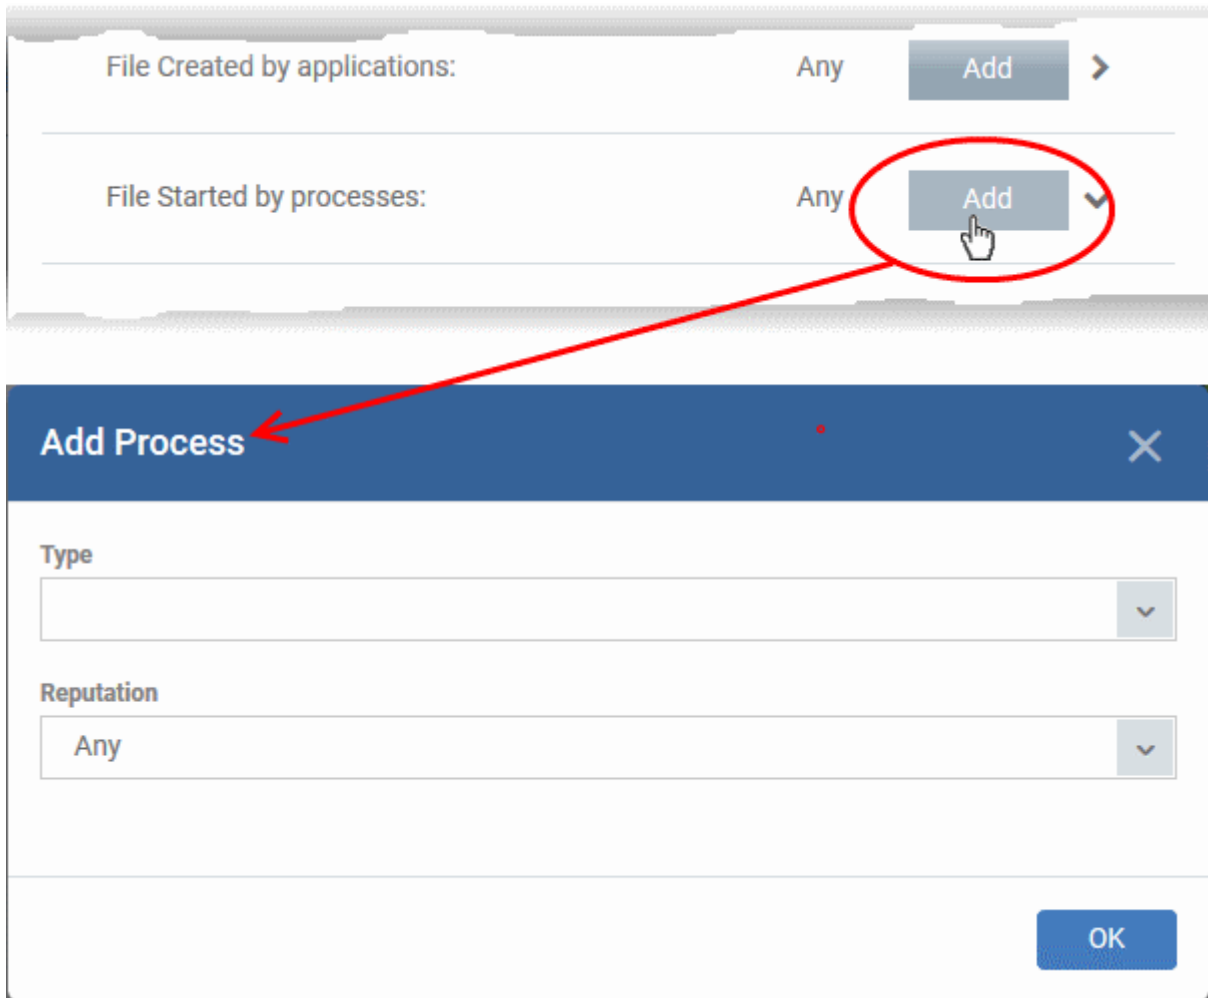 File Created by applications: Any Add
File Started by processes: Any Add
Add Process
Type
Reputation
Any
OK